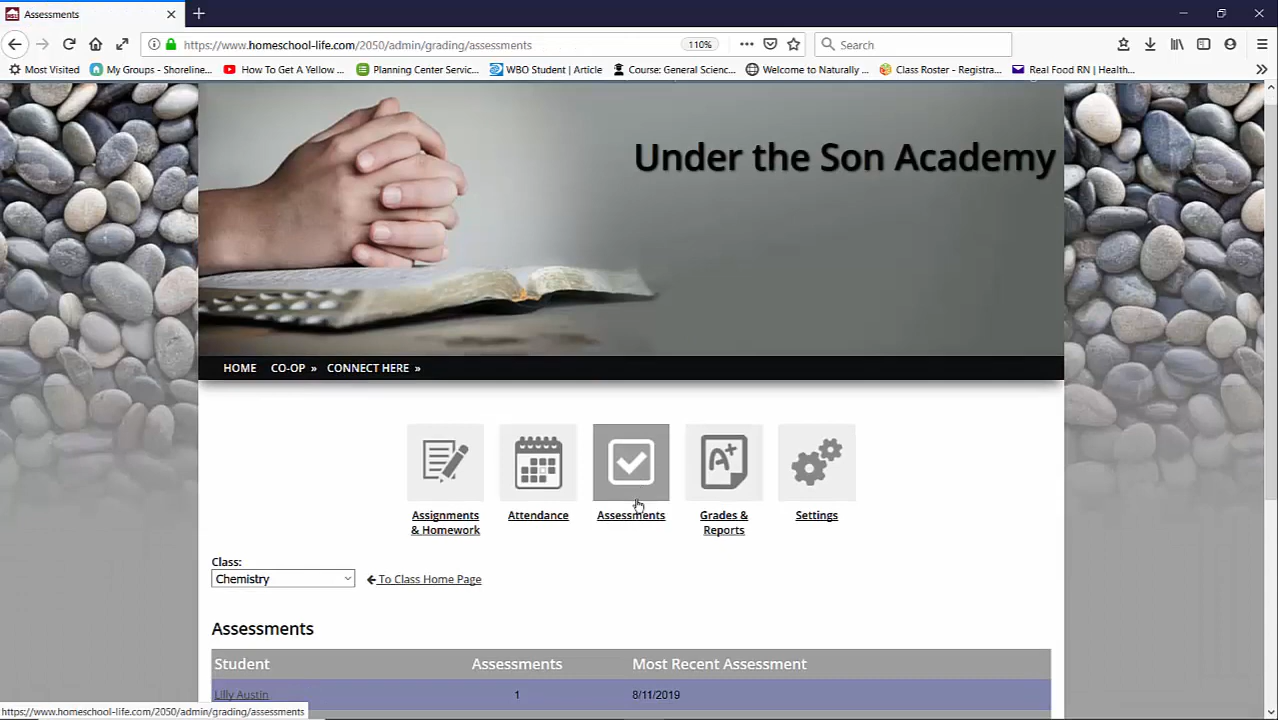 Assessments
https://www.homeschool-life.com/2050/admin/grading/assessments
110%
Search
Most Visited
My Groups - Shoreline...
How To Get A Yellow ...
Planning Center Servic...
WBO Student | Article
Course: General Scienc...
Welcome to Naturally ...
Class Roster - Registra...
Real Food RN | Health...
Under the Son Academy
HOME
CO-OP »
CONNECT HERE »
A+
Assignments & Homework
Attendance
Assessments
Grades & Reports
Settings
Class:
Chemistry
To Class Home Page
Assessments
Student Assessments Most Recent Assessment
Lilly Austin 1 8/11/2019
https://www.homeschool-life.com/2050/admin/grading/assessments